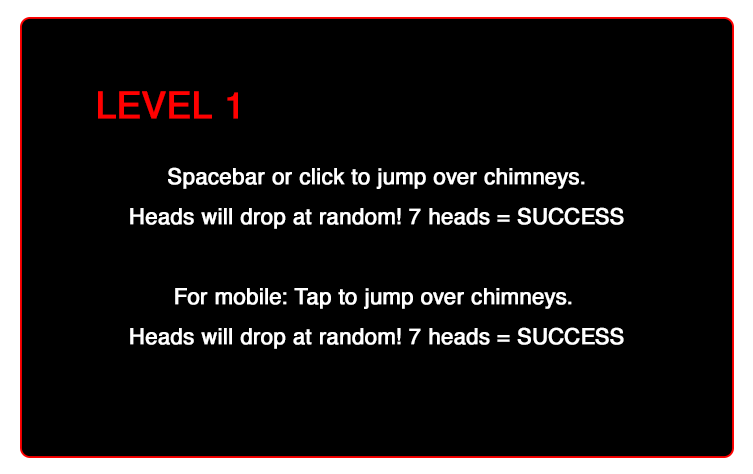 LEVEL 1
Spacebar or click to jump over chimneys.
Heads will drop at random! 7 heads = SUCCESS
For mobile: Tap to jump over chimneys.
Heads will drop at random! 7 heads = SUCCESS